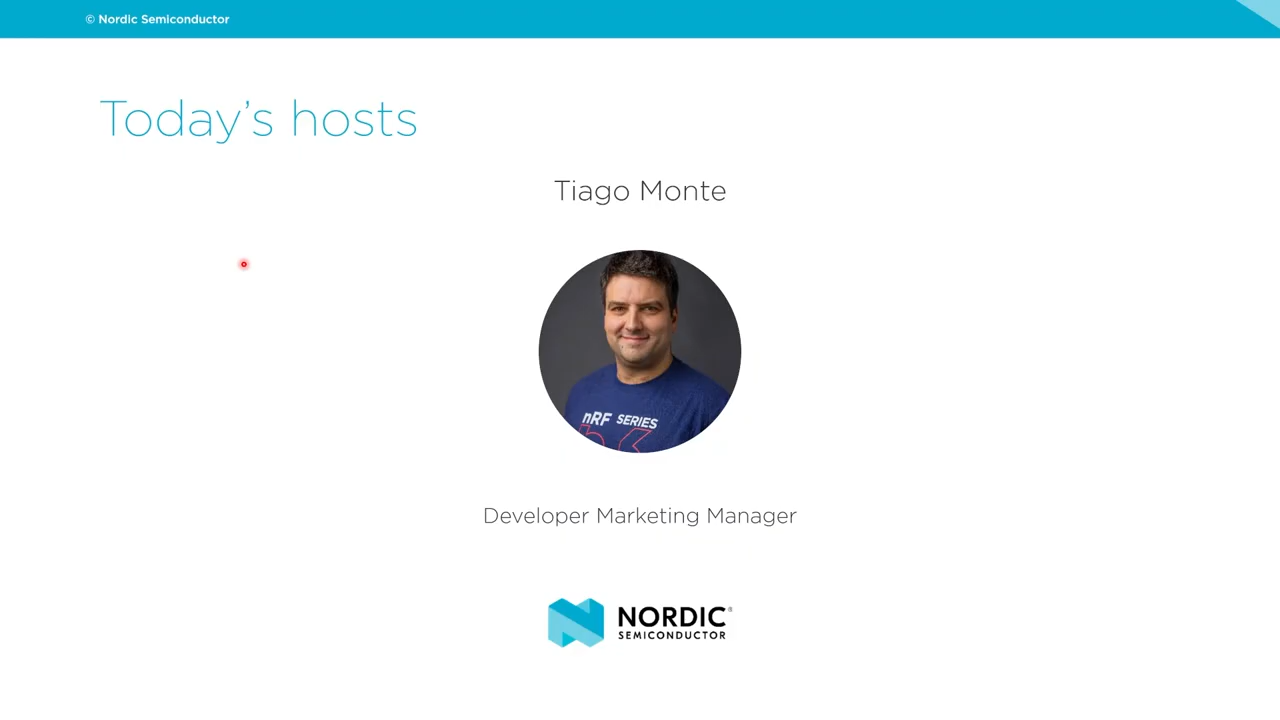 © Nordic Semiconductor
Today’s hosts
Tiago Monte
nRF SERIES
Developer Marketing Manager
NORDIC®
SEMICONDUCTOR